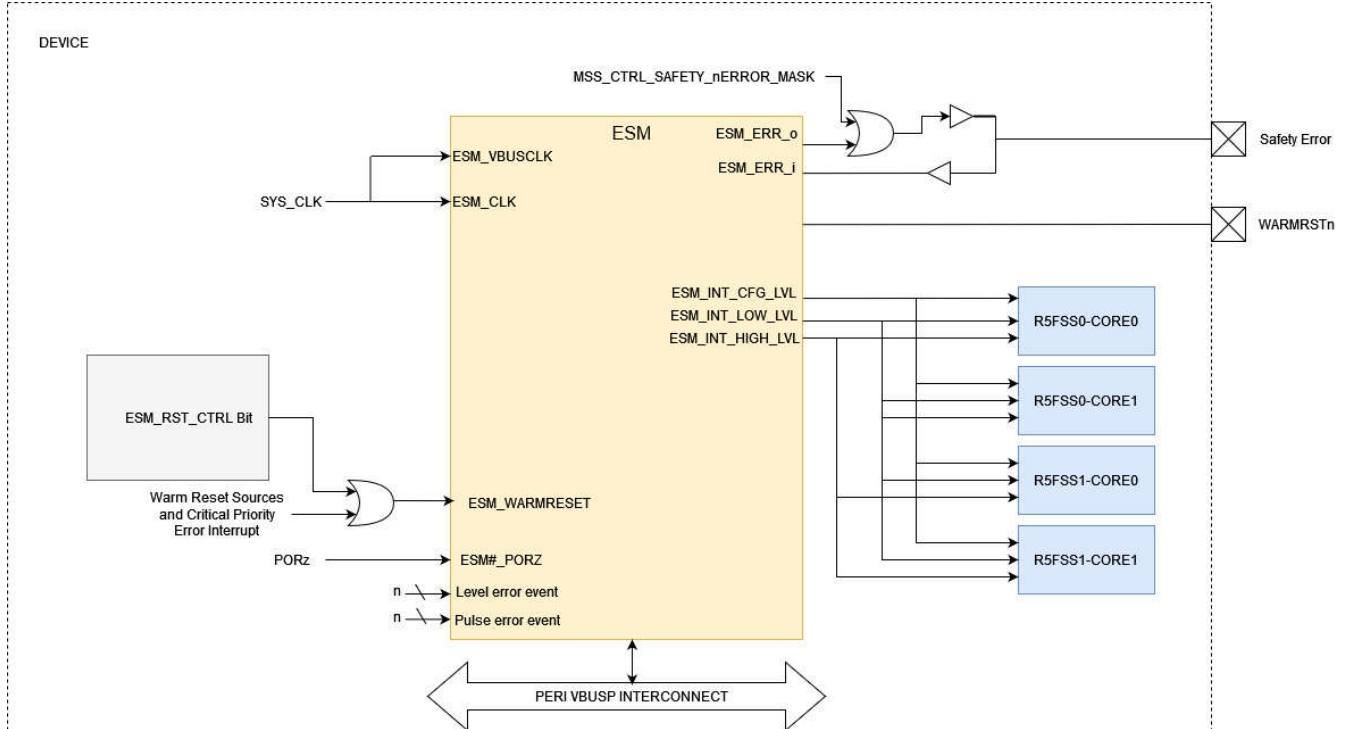 DEVICE
MSS_CTRL_SAFETY_nERROR_MASK
ESM
ESM_ERR_o
Safety Error
ESM_VBUSCLK
ESM_ERR_i
SYS_CLK
ESM_CLK
WARMRSTn
ESM_INT_CFG_LVL
ESM_INT_LOW_LVL
ESM_INT_HIGH_LVL
R5FSS0-CORE0
R5FSS0-CORE1
ESM_RST_CTRL Bit
R5FSS1-CORE0
Warm Reset Sources
and Critical Priority
Error Interrupt
ESM_WARMRESET
PORz
ESM#_PORZ
R5FSS1-CORE1
n
Level error event
n
Pulse error event
PERI VBUSP INTERCONNECT